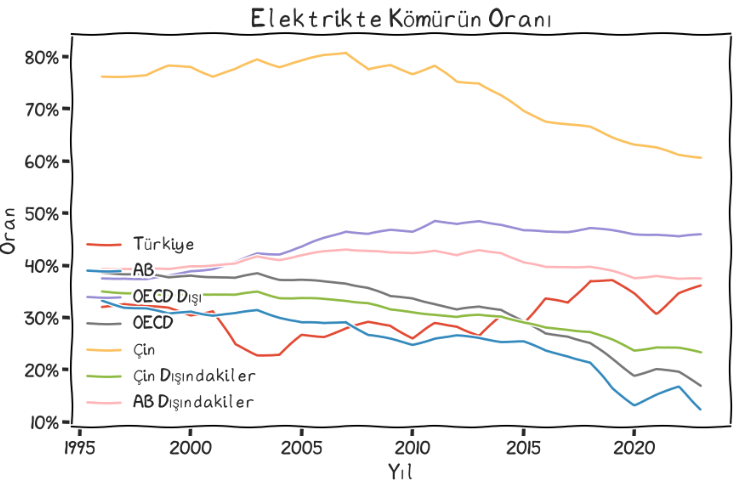 Elektrikte Kömürün Oranı
80%
70%
60%
50%
40%
30%
20%
10%
Oran
Türkiye
AB
OECD Dışı
OECD
Çin
Çin Dışındakiler
AB Dışındakiler
1995 2000 2005 2010 2015 2020
Yıl